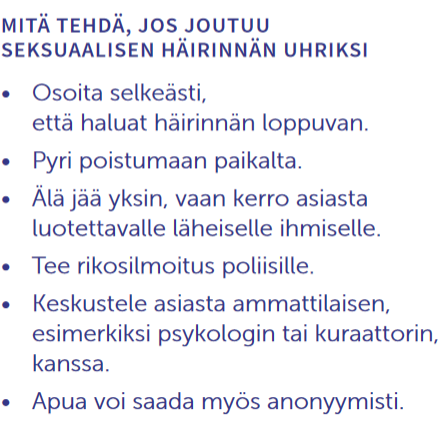 MITÄ TEHDÄ, JOS JOUTUU
SEKSUAALISEN HÄIRINNÄN UHRIKSI
• Osoita selkeästi,
että haluat häirinnän loppuvan.
• Pyri poistumaan paikalta.
• Älä jää yksin, vaan kerro asiasta
luotettavalle läheiselle ihmiselle.
• Tee rikosilmoitus poliisille.
• Keskustele asiasta ammattilaisen,
esimerkiksi psykologin tai kuraattorin,
kanssa.
• Apua voi saada myös anonyymisti.